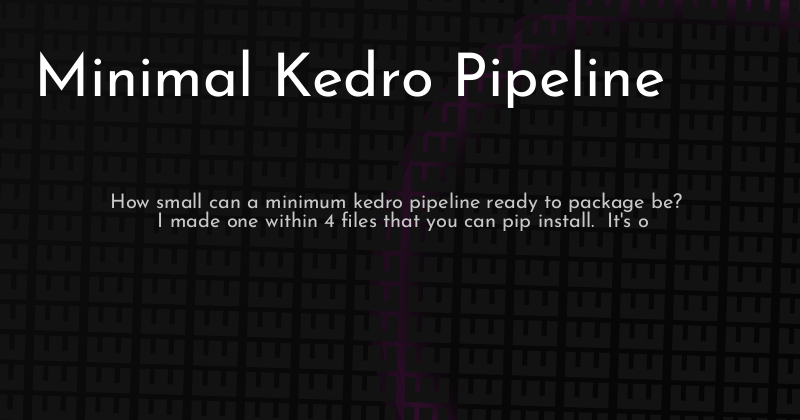 Minimal Kedro Pipeline
How small can a minimum kedro pipeline ready to package be?
I made one within 4 files that you can pip install.  It's o